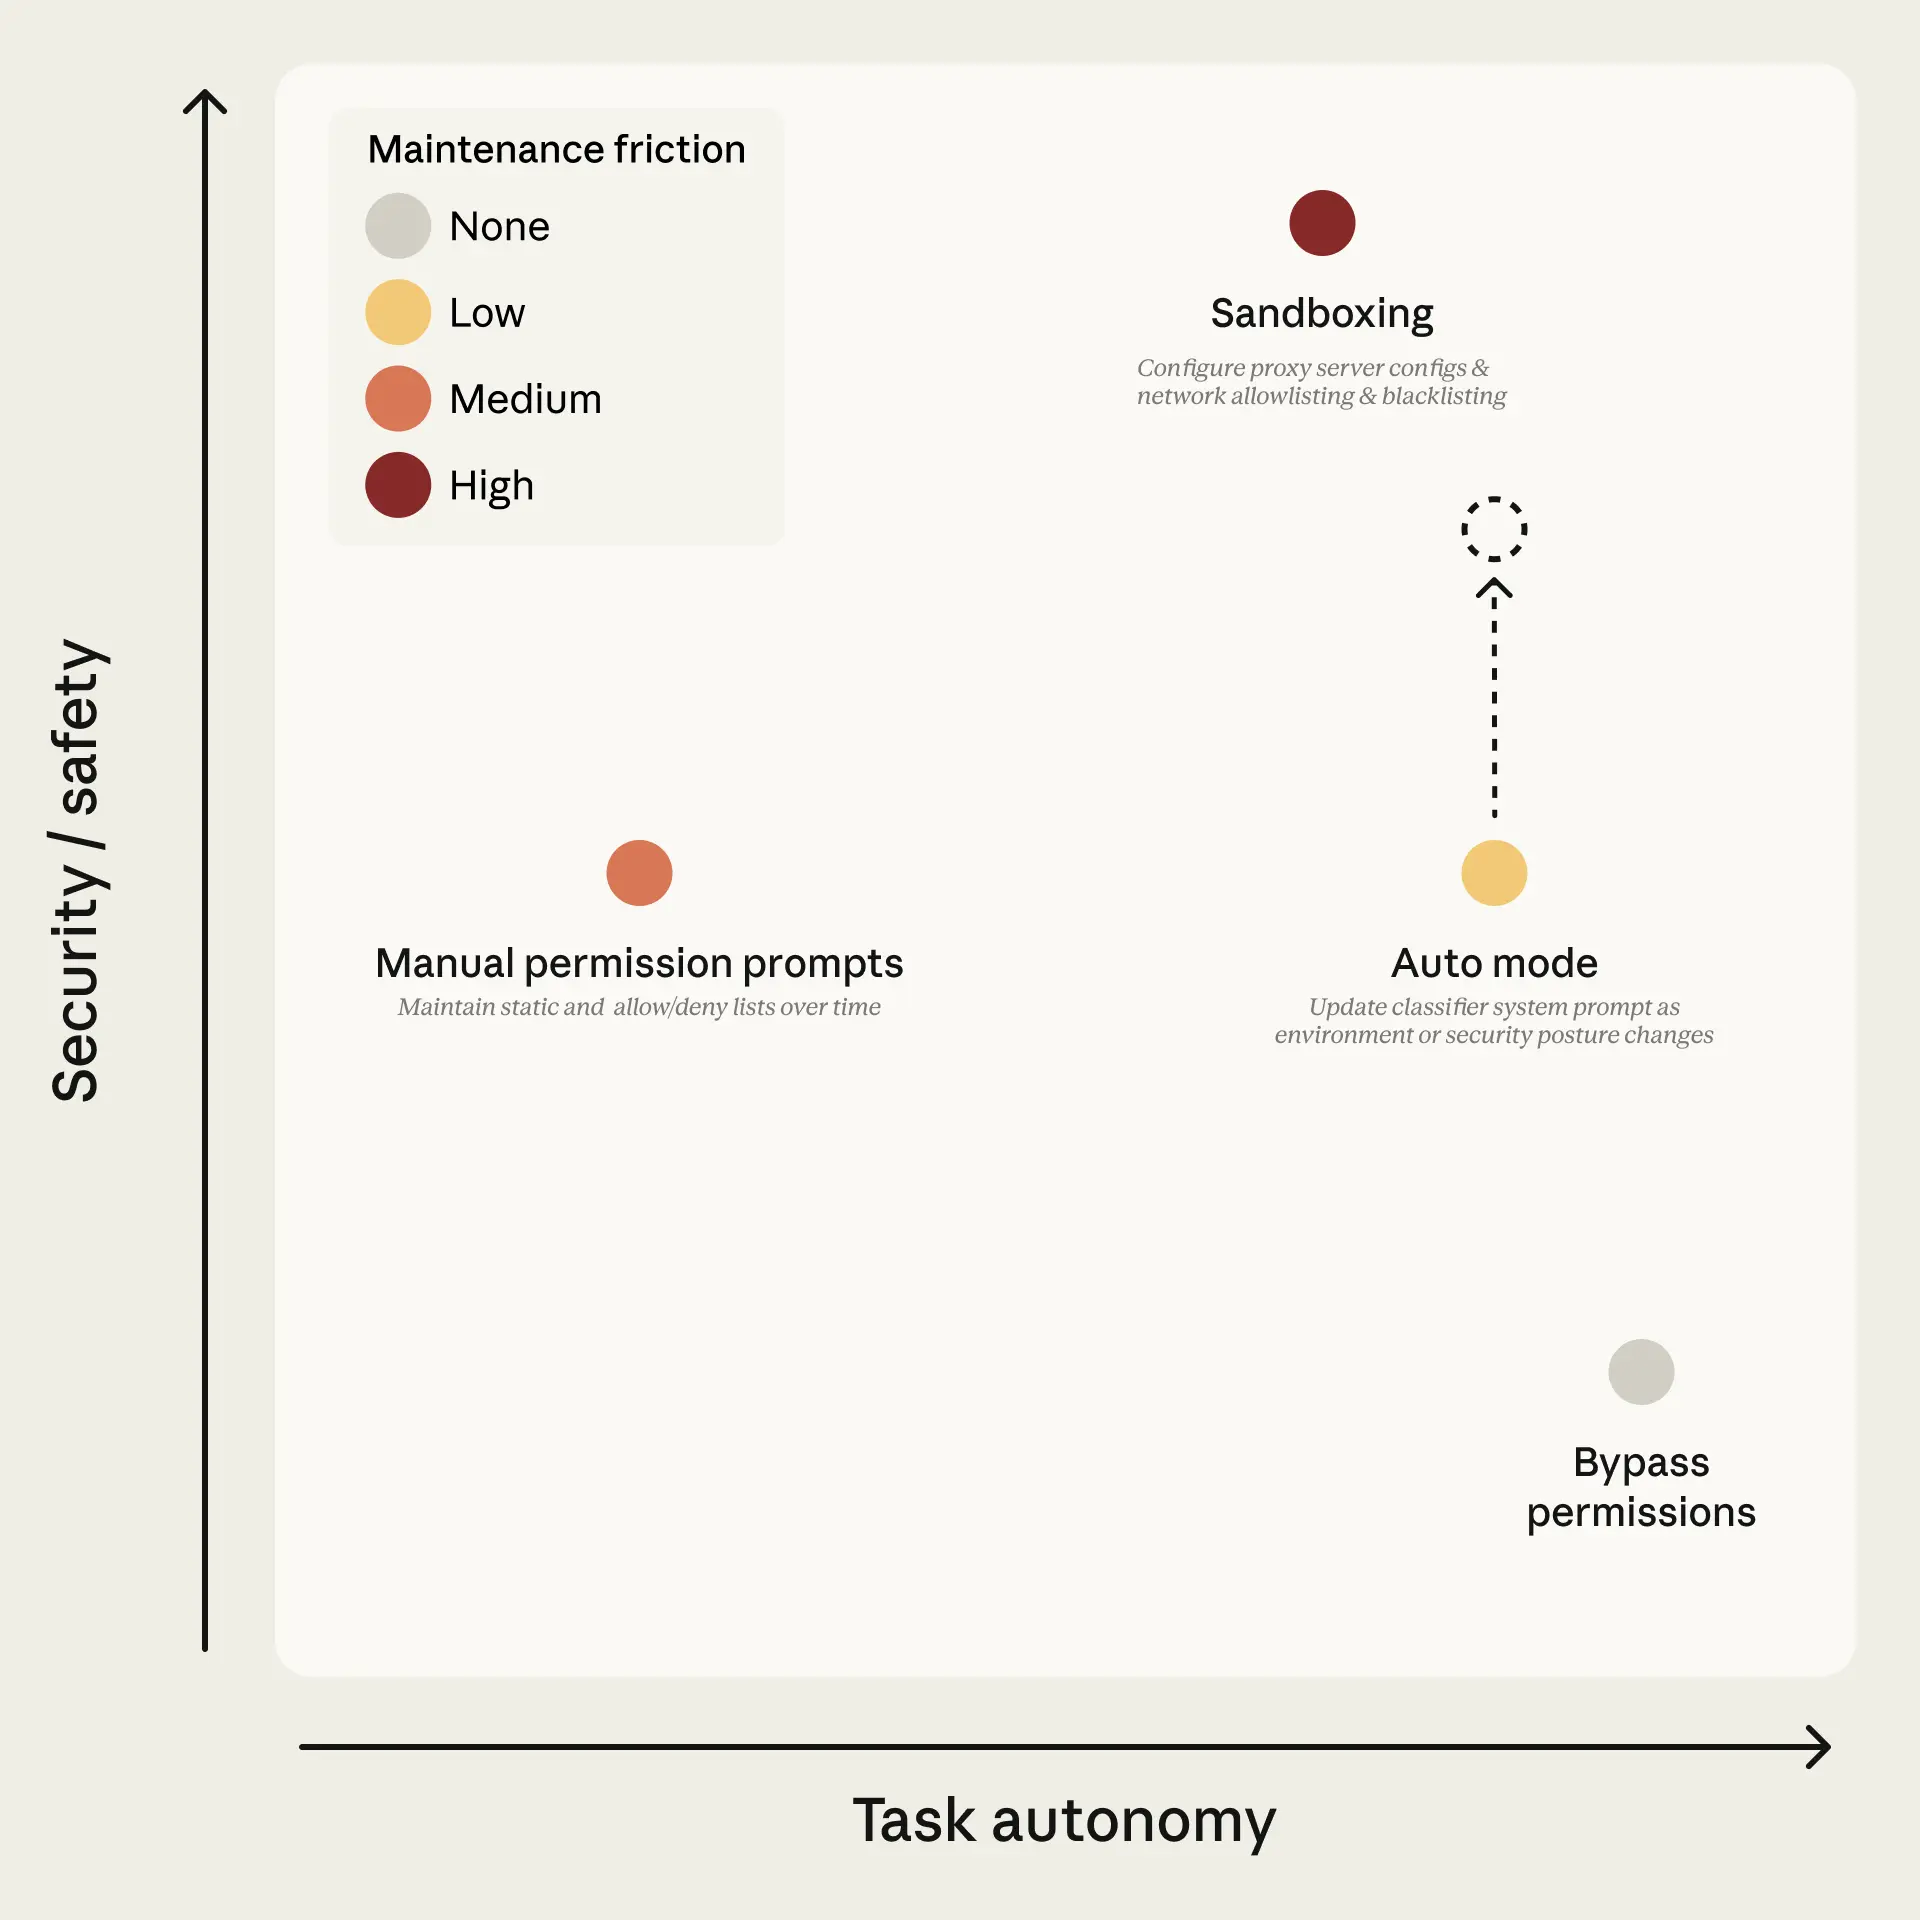 Maintenance friction
None
Low
Medium
High
Sandboxing
Configure proxy server configs &
network allowlisting & blacklisting
Security / safety
Manual permission prompts
Maintain static and allow/deny lists over time
Auto mode
Update classifier system prompt as
environment or security posture changes
Bypass
permissions
Task autonomy